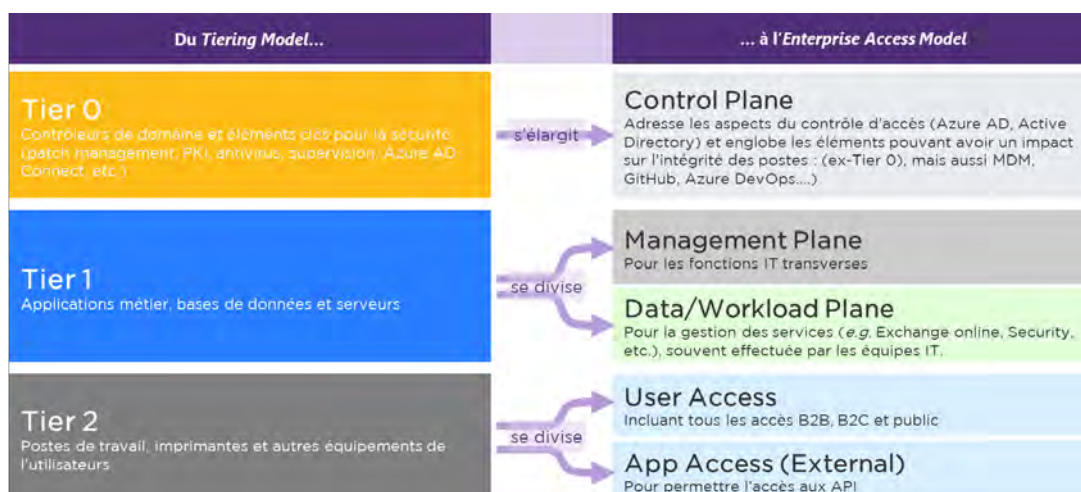 Du Tiering Model...
... à l'Enterprise Access Model
Tier 0
Contrôleurs de domaine et éléments clés pour la sécurité
(patch management, PKI, antivirus, supervision, Azure AD
Connect, etc.)
s'élargit
Control Plane
Adresse les aspects du contrôle d'accès (Azure AD, Active
Directory) et englobe les éléments pouvant avoir un impact
sur l'intégrité des postes : (ex-Tier 0), mais aussi MDM,
GitHub, Azure DevOps....)
Tier 1
Applications métier, bases de données et serveurs
se divise
Management Plane
Pour les fonctions IT transverses
Data/Workload Plane
Pour la gestion des services (e.g. Exchange online, Security,
etc.), souvent effectuée par les équipes IT.
Tier 2
Postes de travail, imprimantes et autres équipements de
l'utilisateurs
se divise
User Access
Incluant tous les accès B2B, B2C et public
App Access (External)
Pour permettre l'accès aux API